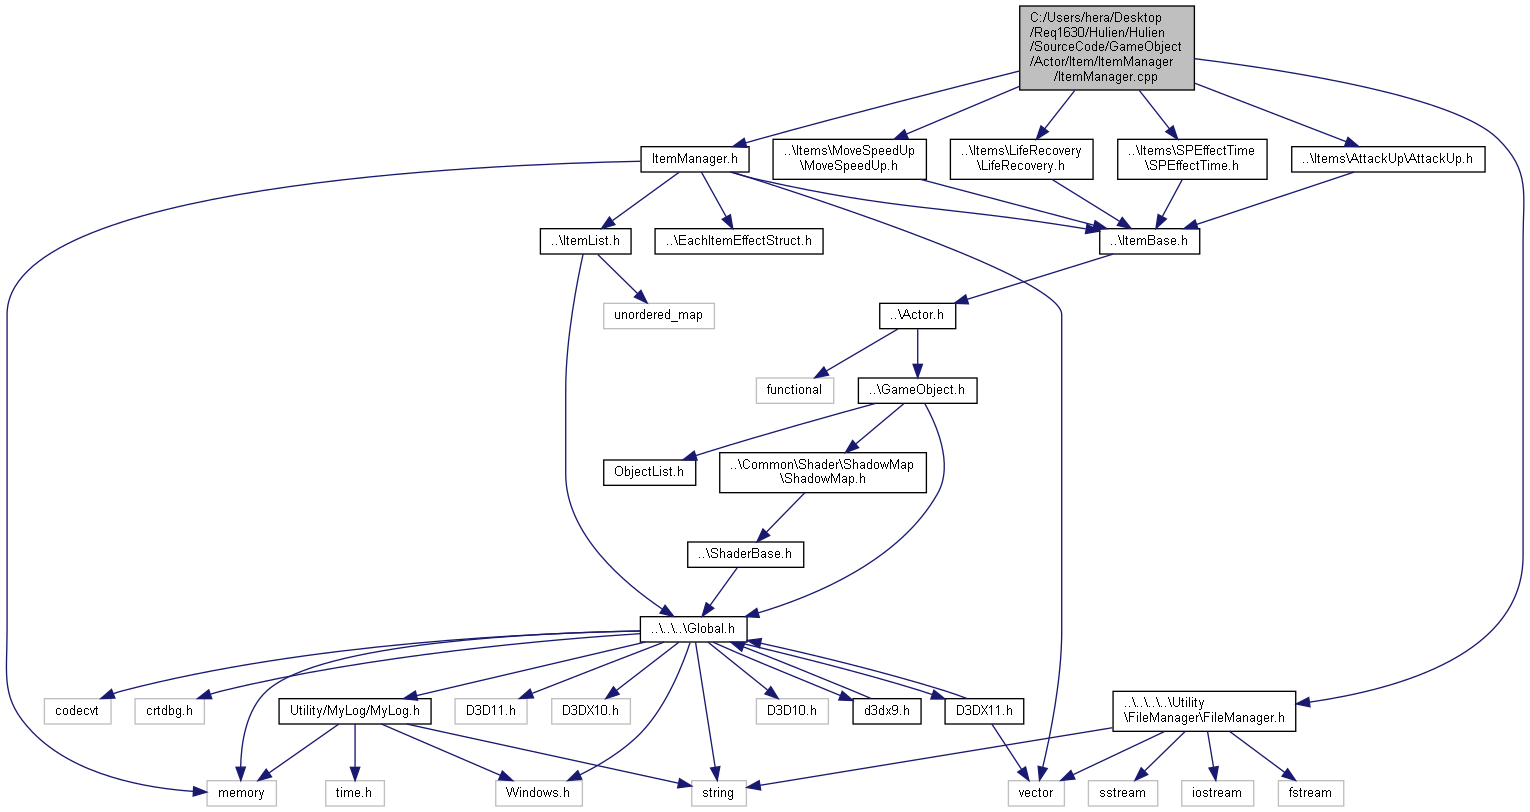 C:/Users/hera/Desktop
/Req1630/Hulien/Hulien
/SourceCode/GameObject
/Actor/Item/ItemManager
/ItemManager.cpp
ItemManager.h
..\Items\MoveSpeedUp
\MoveSpeedUp.h
..\Items\LifeRecovery
\LifeRecovery.h
..\Items\SPEffectTime
\SPEffectTime.h
..\Items\AttackUp\AttackUp.h
..\ItemList.h
..\EachItemEffectStruct.h
..\ItemBase.h
unordered_map
..\Actor.h
functional
..\GameObject.h
ObjectList.h
..\Common\Shader\ShadowMap
\ShadowMap.h
..\ShaderBase.h
..\..\..\Global.h
codecvt
crtdbg.h
Utility/MyLog/MyLog.h
D3D11.h
D3DX10.h
D3D10.h
d3dx9.h
D3DX11.h
..\..\..\..\Utility
\FileManager\FileManager.h
memory
time.h
Windows.h
string
vector
sstream
iostream
fstream